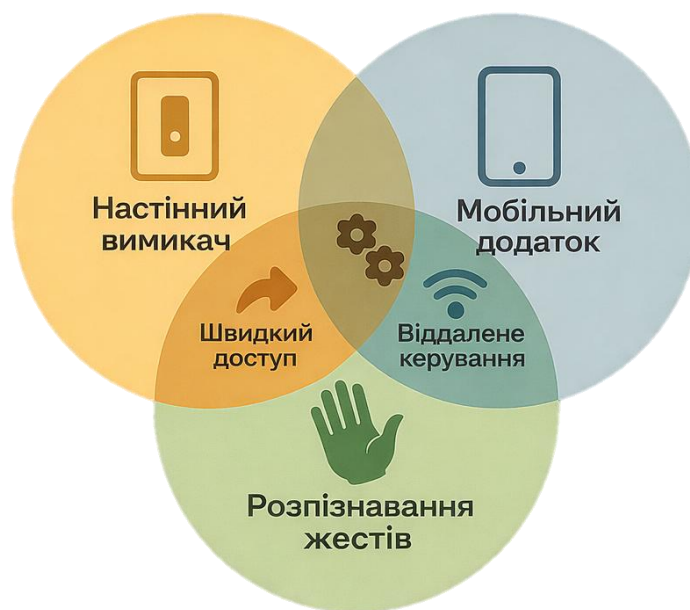 Настінний
вимикач
Мобільний
додаток
Швидкий
доступ
Віддалене
керування
Розпізнавання
жестів